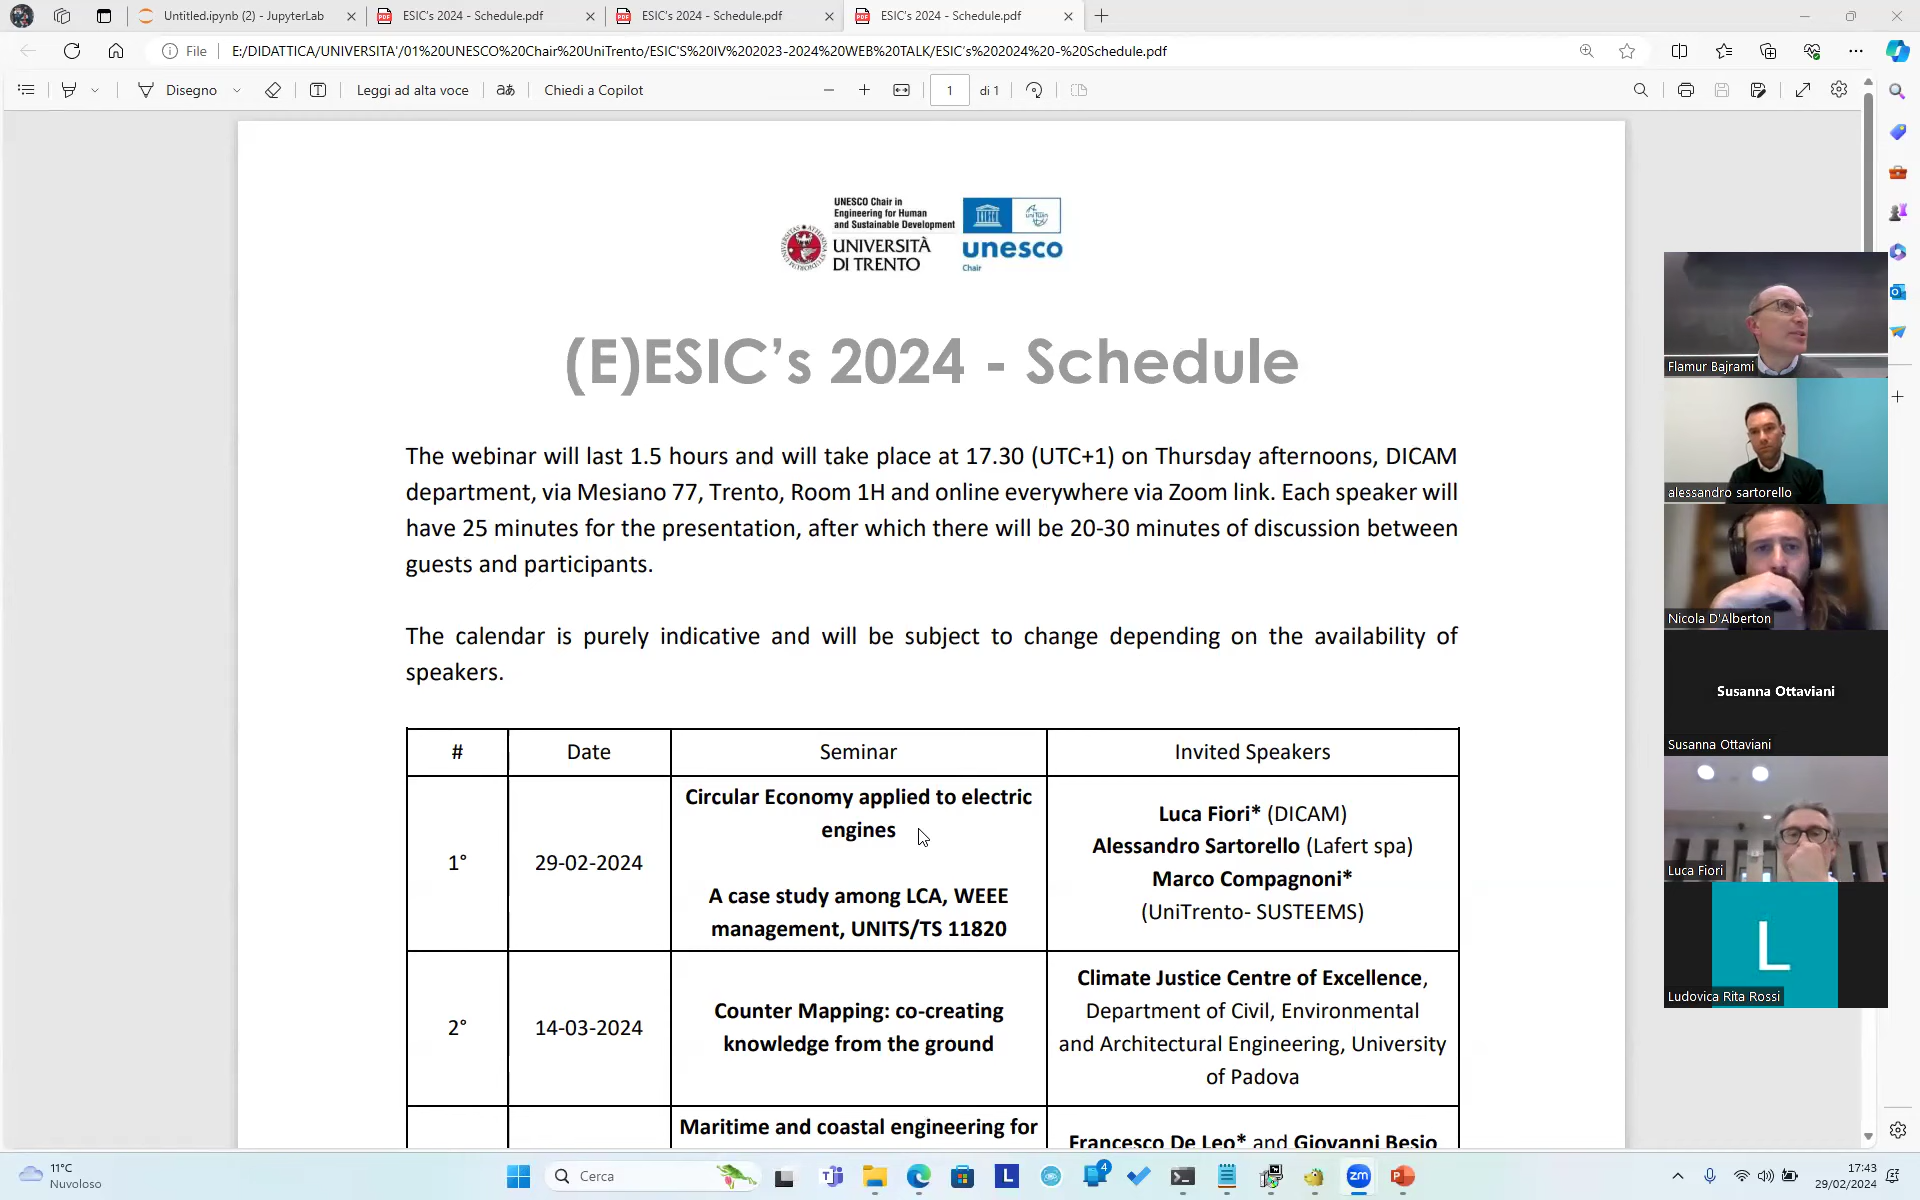 Untitled.ipynb (2) - JupyterLab
ESIC's 2024 - Schedule.pdf
ESIC's 2024 - Schedule.pdf
ESIC's 2024 - Schedule.pdf
File
E:/DIDATTICA/UNIVERSITA'/01%20UNESCO%20Chair%20UniTrento/ESIC'S%20IV%202023-2024%20WEB%20TALK/ESIC's%202024%20-%20Schedule.pdf
Disegno
Leggi ad alta voce
aあ
Chiedi a Copilot
1
di 1
UNESCO Chair in
Engineering for Human
and Sustainable Development
UNIVERSITÀ
DI TRENTO
unesco
Chair
(E)ESIC’s 2024 - Schedule
The webinar will last 1.5 hours and will take place at 17.30 (UTC+1) on Thursday afternoons, DICAM
department, via Mesiano 77, Trento, Room 1H and online everywhere via Zoom link. Each speaker will
have 25 minutes for the presentation, after which there will be 20-30 minutes of discussion between
guests and participants.
The calendar is purely indicative and will be subject to change depending on the availability of
speakers.
# Date Seminar Invited Speakers
1° 29-02-2024
Circular Economy applied to electric
engines
A case study among LCA, WEEE
management, UNITS/TS 11820
Luca Fiori* (DICAM)
Alessandro Sartorello (Lafert spa)
Marco Compagnoni*
(UniTrento- SUSTEEMS)
2° 14-03-2024
Counter Mapping: co-creating
knowledge from the ground
Climate Justice Centre of Excellence,
Department of Civil, Environmental
and Architectural Engineering, University
of Padova
Maritime and coastal engineering for
Francesco De Leo* and Giovanni Besio
Flamur Bajrami
alessandro sartorello
Nicola D'Alberton
Susanna Ottaviani
Susanna Ottaviani
Luca Fiori
L
Ludovica Rita Rossi
11°C
Nuvoloso
Cerca
L
4
zm
17:43
29/02/2024